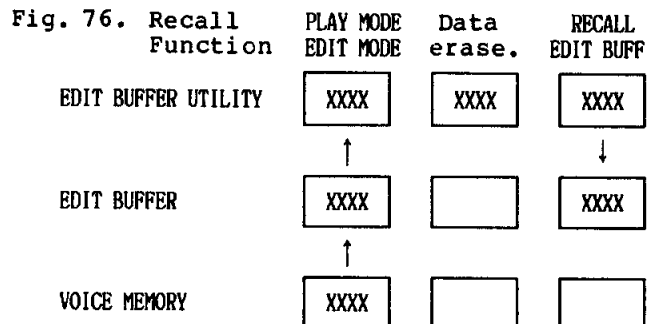 Fig. 76. Recall PLAY MODE Data RECALL
Function EDIT MODE erase. EDIT BUFF
EDIT BUFFER UTILITY XXXX XXXX XXXX
↑ ↓
EDIT BUFFER XXXX XXXX
↑
VOICE MEMORY XXXX